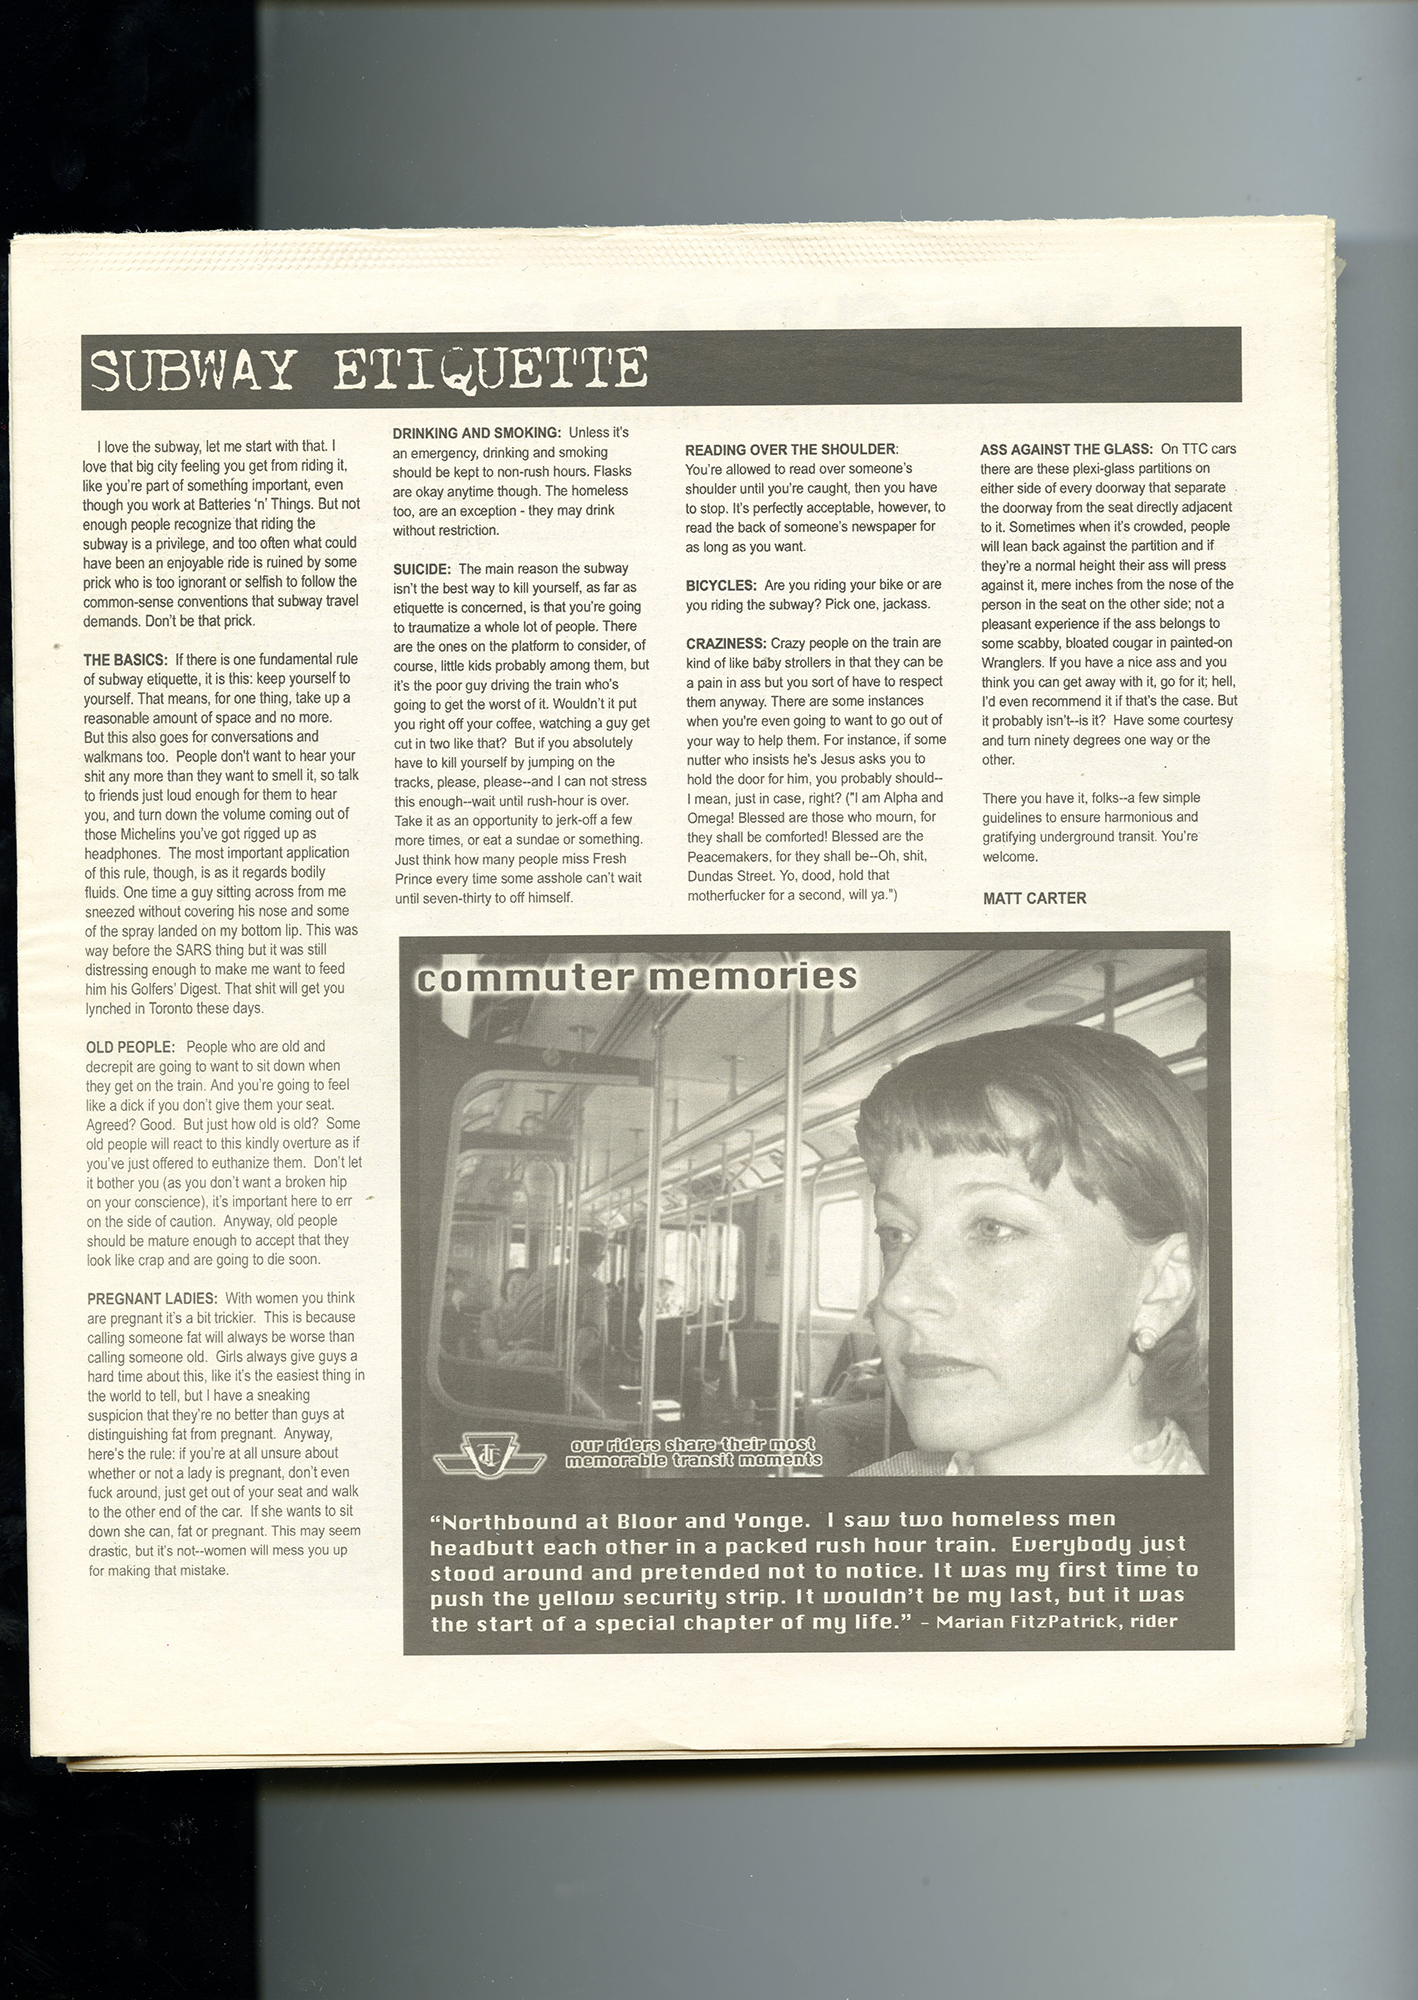 SUBWAY ETIQUETTE
I love the subway, let me start with that. I
love that big city feeling you get from riding it,
like you're part of something important, even
though you work at Batteries 'n' Things. But not
enough people recognize that riding the
subway is a privilege, and too often what could
have been an enjoyable ride is ruined by some
prick who is too ignorant or selfish to follow the
common-sense conventions that subway travel
demands. Don't be that prick.
THE BASICS: If there is one fundamental rule
of subway etiquette, it is this: keep yourself to
yourself. That means, for one thing, take up a
reasonable amount of space and no more.
But this also goes for conversations and
walkmans too. People don't want to hear your
shit any more than they want to smell it, so talk
to friends just loud enough for them to hear
you, and turn down the volume coming out of
those Michelins you've got rigged up as
headphones. The most important application
of this rule, though, is as it regards bodily
fluids. One time a guy sitting across from me
sneezed without covering his nose and some
of the spray landed on my bottom lip. This was
way before the SARS thing but it was still
distressing enough to make me want to feed
him his Golfers' Digest. That shit will get you
lynched in Toronto these days.
OLD PEOPLE: People who are old and
decrepit are going to want to sit down when
they get on the train. And you're going to feel
like a dick if you don't give them your seat.
Agreed? Good. But just how old is old? Some
old people will react to this kindly overture as if
you've just offered to euthanize them. Don't let
it bother you (as you don't want a broken hip
on your conscience), it's important here to err
on the side of caution. Anyway, old people
should be mature enough to accept that they
look like crap and are going to die soon.
PREGNANT LADIES: With women you think
are pregnant it's a bit trickier. This is because
calling someone fat will always be worse than
calling someone old. Girls always give guys a
hard time about this, like it's the easiest thing in
the world to tell, but I have a sneaking
suspicion that they're no better than guys at
distinguishing fat from pregnant. Anyway,
here's the rule: if you're at all unsure about
whether or not a lady is pregnant, don't even
fuck around, just get out of your seat and walk
to the other end of the car. If she wants to sit
down she can, fat or pregnant. This may seem
drastic, but it's not--women will mess you up
for making that mistake.
DRINKING AND SMOKING: Unless it's
an emergency, drinking and smoking
should be kept to non-rush hours. Flasks
are okay anytime though. The homeless
too, are an exception - they may drink
without restriction.
SUICIDE: The main reason the subway
isn't the best way to kill yourself, as far as
etiquette is concerned, is that you're going
to traumatize a whole lot of people. There
are the ones on the platform to consider, of
course, little kids probably among them, but
it's the poor guy driving the train who's
going to get the worst of it. Wouldn't it put
you right off your coffee, watching a guy get
cut in two like that? But if you absolutely
have to kill yourself by jumping on the
tracks, please, please--and I can not stress
this enough--wait until rush-hour is over.
Take it as an opportunity to jerk-off a few
more times, or eat a sundae or something.
Just think how many people miss Fresh
Prince every time some asshole can't wait
until seven-thirty to off himself.
READING OVER THE SHOULDER:
You're allowed to read over someone's
shoulder until you're caught, then you have
to stop. It's perfectly acceptable, however, to
read the back of someone's newspaper for
as long as you want.
BICYCLES: Are you riding your bike or are
you riding the subway? Pick one, jackass.
CRAZINESS: Crazy people on the train are
kind of like baby strollers in that they can be
a pain in ass but you sort of have to respect
them anyway. There are some instances
when you're even going to want to go out of
your way to help them. For instance, if some
nutter who insists he's Jesus asks you to
hold the door for him, you probably should--
I mean, just in case, right? ("I am Alpha and
Omega! Blessed are those who mourn, for
they shall be comforted! Blessed are the
Peacemakers, for they shall be--Oh, shit,
Dundas Street. Yo, dood, hold that
motherfucker for a second, will ya.")
ASS AGAINST THE GLASS: On TTC cars
there are these plexi-glass partitions on
either side of every doorway that separate
the doorway from the seat directly adjacent
to it. Sometimes when it's crowded, people
will lean back against the partition and if
they're a normal height their ass will press
against it, mere inches from the nose of the
person in the seat on the other side; not a
pleasant experience if the ass belongs to
some scabby, bloated cougar in painted-on
Wranglers. If you have a nice ass and you
think you can get away with it, go for it; hell,
I'd even recommend it if that's the case. But
it probably isn't--is it? Have some courtesy
and turn ninety degrees one way or the
other.
There you have it, folks--a few simple
guidelines to ensure harmonious and
gratifying underground transit. You're
welcome.
MATT CARTER
commuter memories
TTC
our riders share their most
memorable transit moments
“Northbound at Bloor and Yonge. I saw two homeless men
headbutt each other in a packed rush hour train. Everybody just
stood around and pretended not to notice. It was my first time to
push the yellow security strip. It wouldn't be my last, but it was
the start of a special chapter of my life.” - Marian FitzPatrick, rider